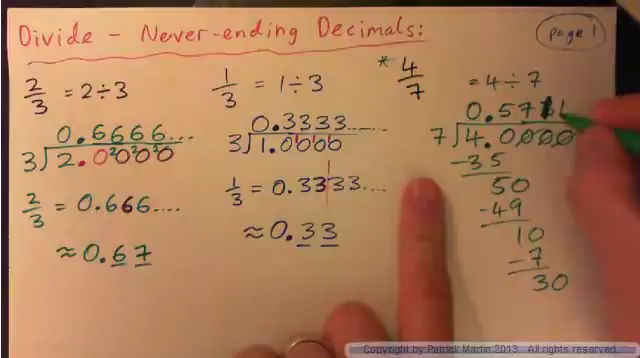 Divide - Never-ending Decimals:
page 1
2/3 = 2÷3
0.6666...
3)2.0000
2/3 = 0.666....
≈0.67
1/3 = 1÷3
0.3333......
3)1.0000
1/3 = 0.3333....
≈0.33
* 4/7 = 4÷7
0.571
7)4.0000
-35
50
-49
10
-7
30
Copyright by Patrick Martin 2013. All rights reserved.